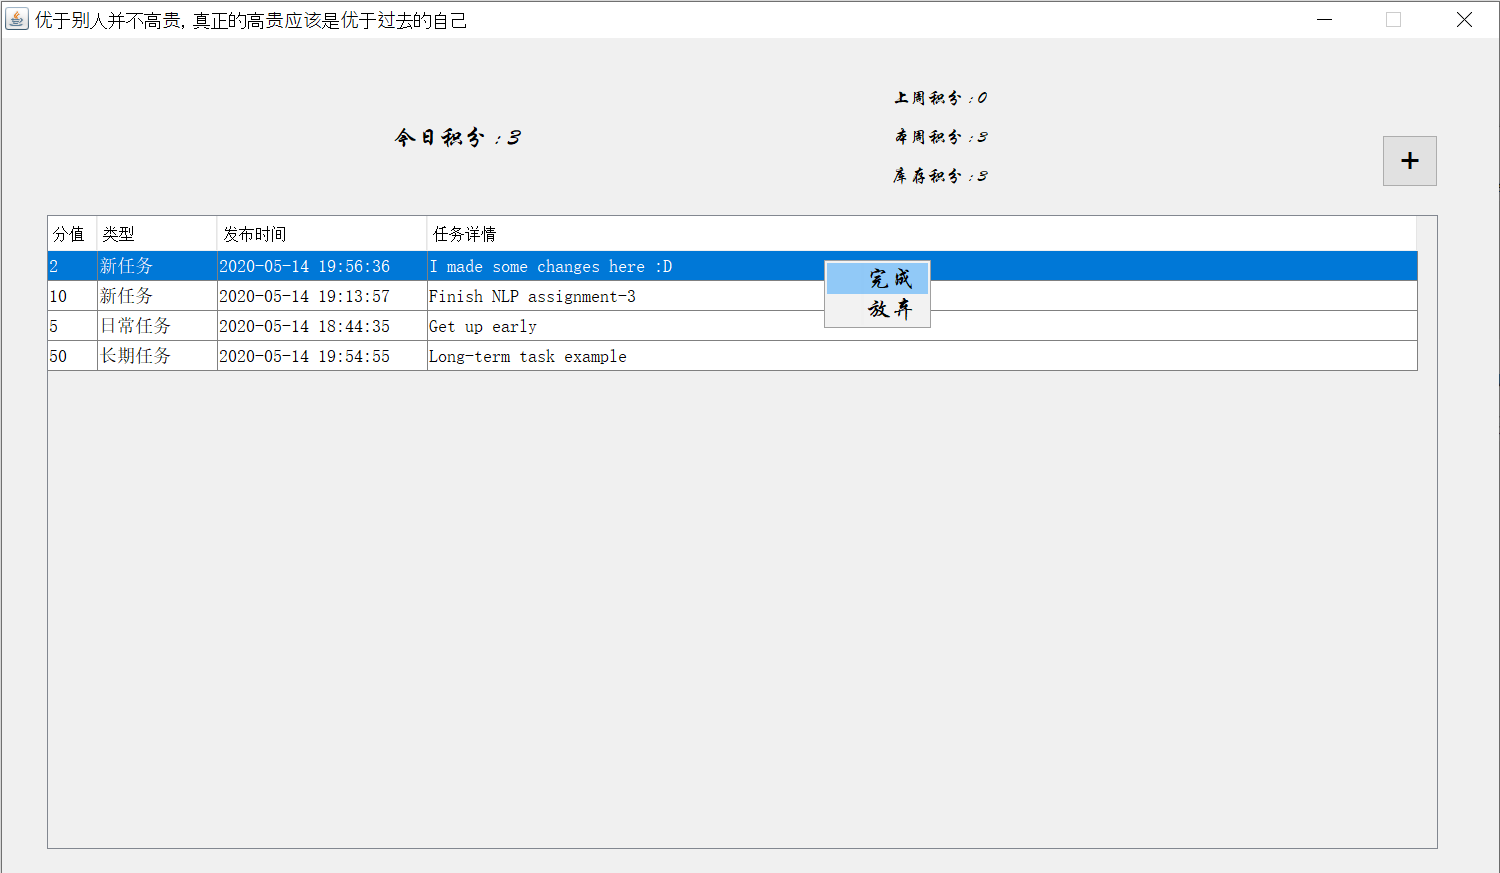 优于别人并不高贵, 真正的高贵应该是优于过去的自己
上周积分 : 0
今日积分 : 3
本周积分 : 3
库存积分 : 3
+
分值 类型 发布时间 任务详情
2 新任务 2020-05-14 19:56:36 I made some changes here :D
完成
10 新任务 2020-05-14 19:13:57 Finish NLP assignment-3
放弃
5 日常任务 2020-05-14 18:44:35 Get up early
50 长期任务 2020-05-14 19:54:55 Long-term task example